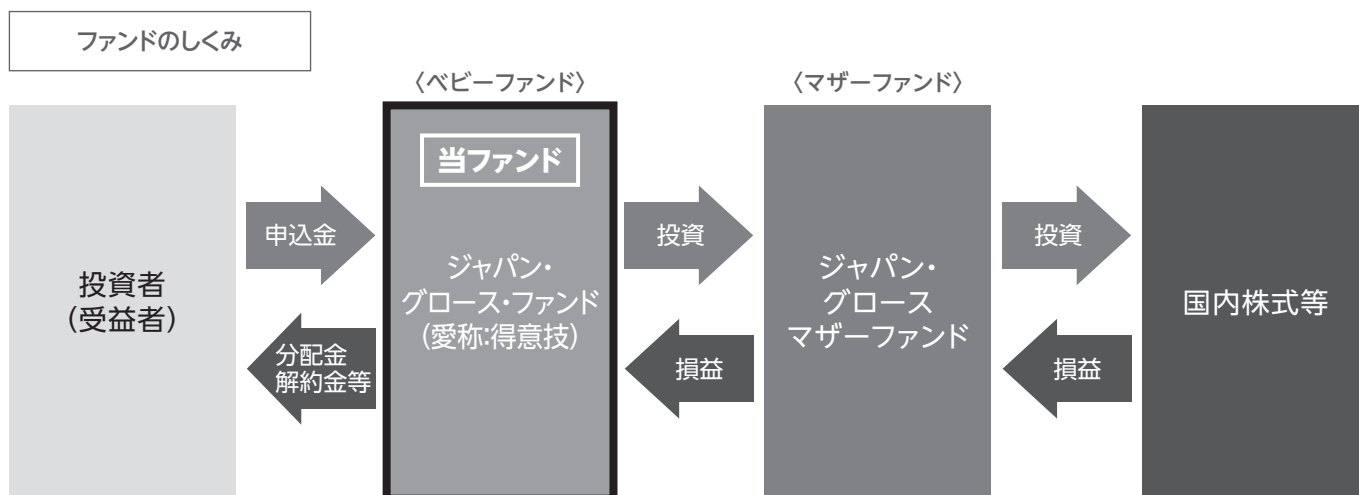 ファンドのしくみ
〈ベビーファンド〉
〈マザーファンド〉
投資者
(受益者)
申込金
分配金
解約金等
当ファンド
ジャパン・
グロース・ファンド
(愛称:得意技)
投資
損益
ジャパン・
グロース
マザーファンド
投資
損益
国内株式等